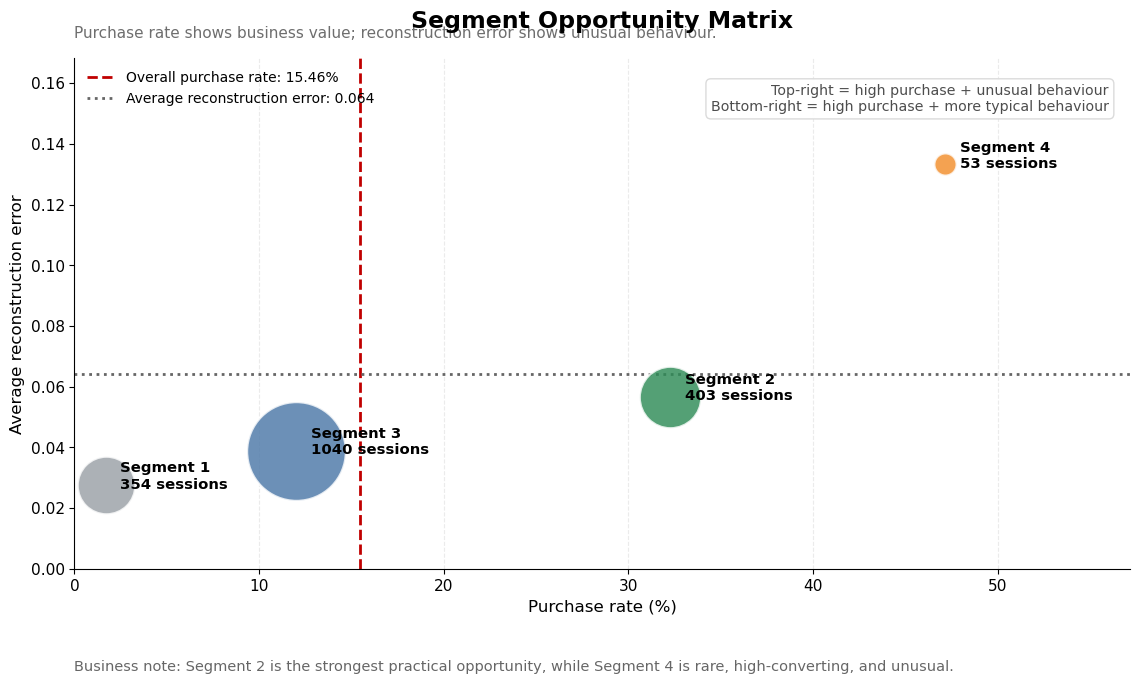 Segment Opportunity Matrix
Purchase rate shows business value; reconstruction error shows unusual behaviour.
Overall purchase rate: 15.46%
Average reconstruction error: 0.064
Top-right = high purchase + unusual behaviour
Bottom-right = high purchase + more typical behaviour
Average reconstruction error
0.16
0.14
0.12
0.10
0.08
0.06
0.04
0.02
0.00
Segment 4
53 sessions
Segment 2
403 sessions
Segment 3
1040 sessions
Segment 1
354 sessions
0 10 20 30 40 50
Purchase rate (%)
Business note: Segment 2 is the strongest practical opportunity, while Segment 4 is rare, high-converting, and unusual.